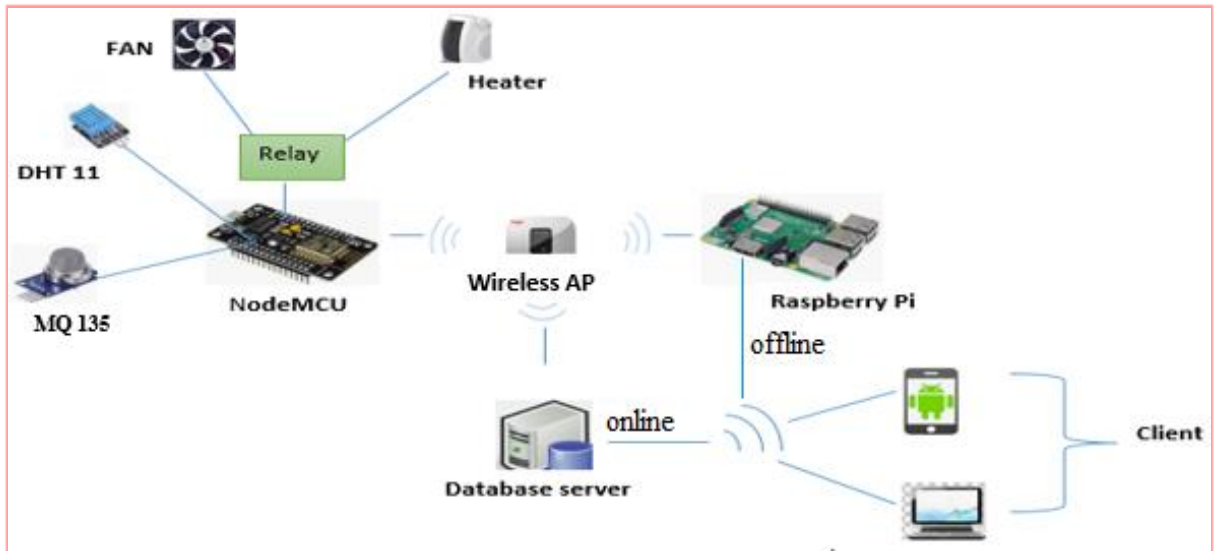 FAN
Heater
DHT 11
Relay
MQ 135
NodeMCU
Wireless AP
Raspberry Pi
offline
online
Database server
Client